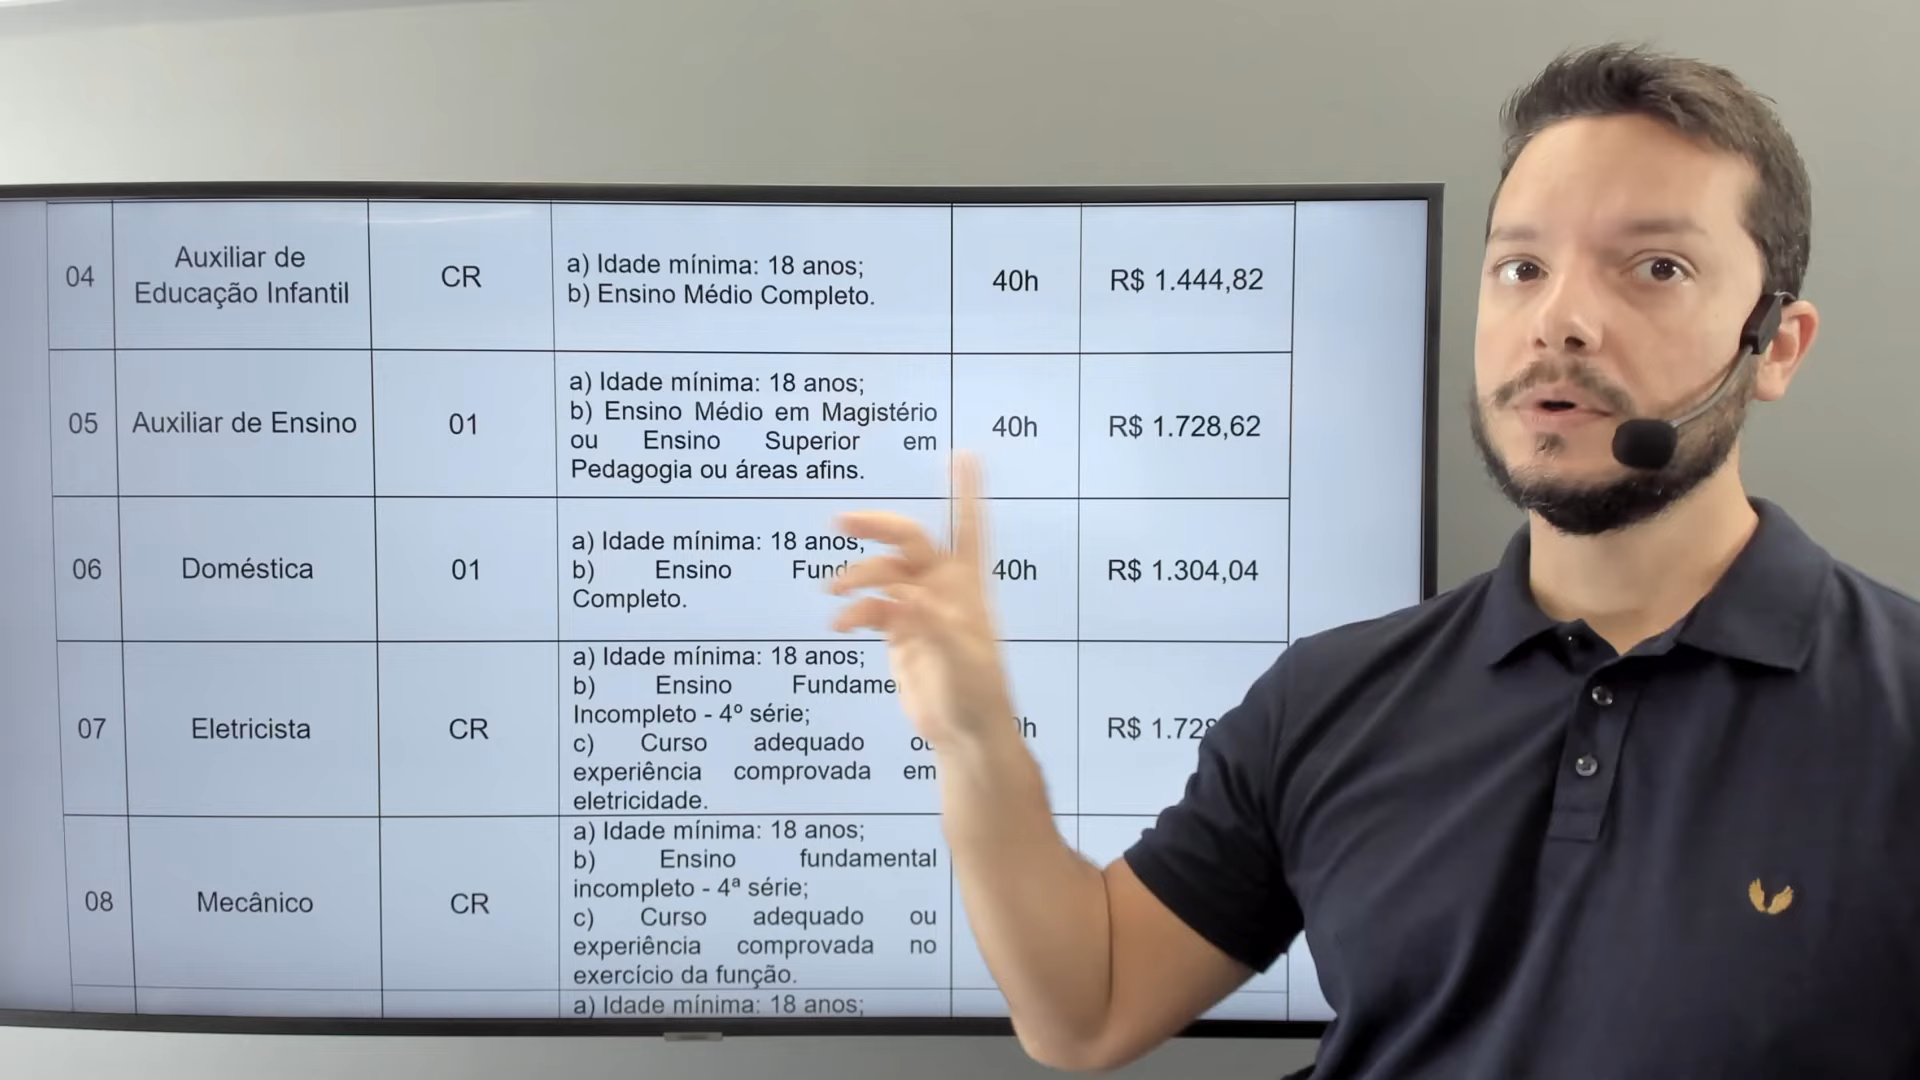 04
Auxiliar de
Educação Infantil
CR
a) Idade mínima: 18 anos;
b) Ensino Médio Completo.
40h
R$ 1.444,82
05
Auxiliar de Ensino
01
a) Idade mínima: 18 anos;
b) Ensino Médio em Magistério
ou Ensino Superior em
Pedagogia ou áreas afins.
40h
R$ 1.728,62
06
Doméstica
01
a) Idade mínima: 18 anos;
b) Ensino
Completo.
40h
R$ 1.304,04
07
Eletricista
CR
a) Idade mínima: 18 anos;
b) Ensino
Incompleto - 4º série;
c) Curso adequado
experiência comprovada em
eletricidade.
R$
08
Mecânico
CR
a) Idade mínima: 18 anos;
b) Ensino fundamental
incompleto - 4ª série;
c) Curso adequado ou
experiência comprovada no
exercício da função.
a) Idade mínima: 18 anos;